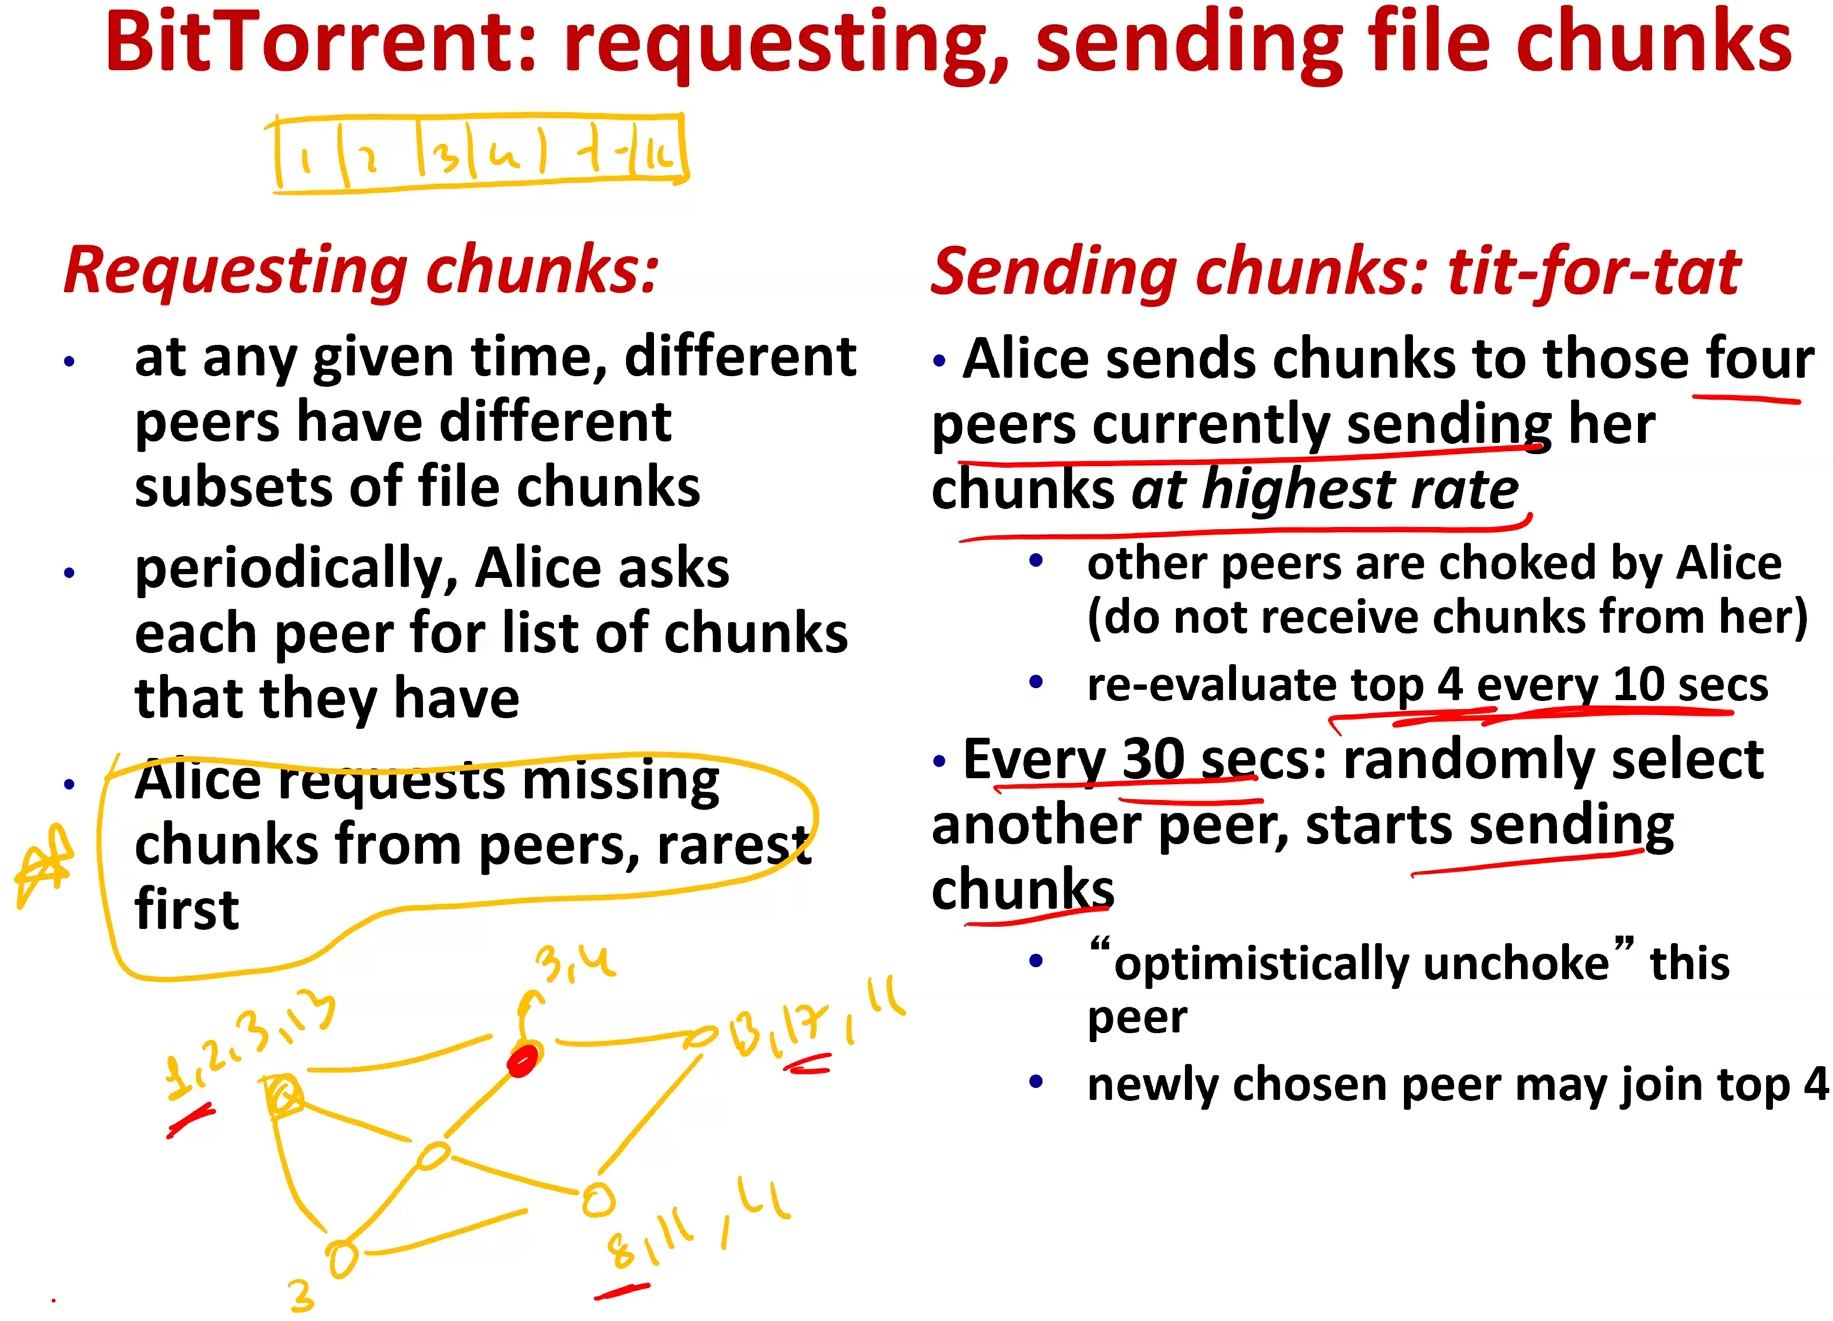 BitTorrent: requesting, sending file chunks
1 2 3 4
Requesting chunks:
• at any given time, different
peers have different
subsets of file chunks
• periodically, Alice asks
each peer for list of chunks
that they have
• Alice requests missing
chunks from peers, rarest
first
Sending chunks: tit-for-tat
• Alice sends chunks to those four
peers currently sending her
chunks at highest rate
• other peers are choked by Alice
(do not receive chunks from her)
• re-evaluate top 4 every 10 secs
• Every 30 secs: randomly select
another peer, starts sending
chunks
• “optimistically unchoke” this
peer
• newly chosen peer may join top 4
3,4
1,2,3,13
13,17,11
8,11,
3